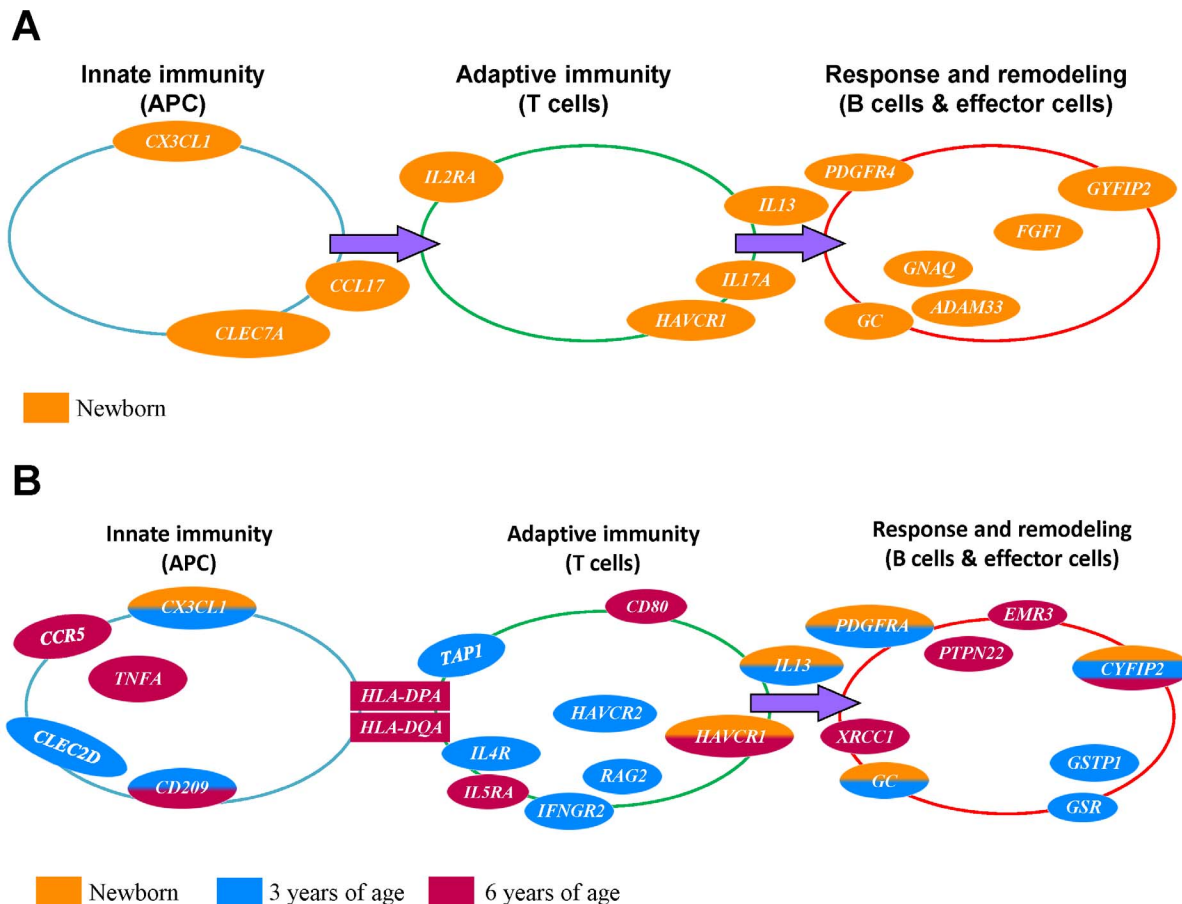 A
Innate immunity
(APC)
Adaptive immunity
(T cells)
Response and remodeling
(B cells & effector cells)
CX3CL1
IL2RA
PDGFR4
GYFIP2
IL13
FGF1
GNAQ
CCL17
IL17A
ADAM33
HAVCR1
GC
CLEC7A
Newborn
B
Innate immunity
(APC)
Adaptive immunity
(T cells)
Response and remodeling
(B cells & effector cells)
CX3CL1
CD80
EMR3
CCR5
PDGFRA
TAP1
PTPN22
IL13
CYFIP2
TNFA
HLA-DPA
HLA-DQA
HAVCR2
HAVCR1
XRCC1
CLEC2D
IL4R
GSTP1
CD209
IL5RA
RAG2
GC
IFNGR2
GSR
Newborn
3 years of age
6 years of age